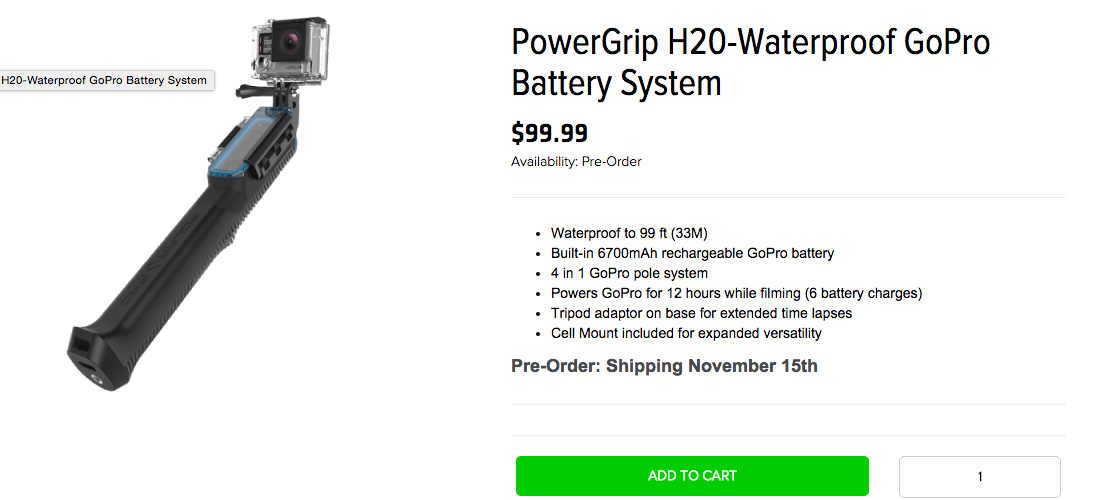 PowerGrip H20-Waterproof GoPro
Battery System
H20-Waterproof GoPro Battery System
$99.99
Availability: Pre-Order
Waterproof to 99 ft (33M)
Built-in 6700mAh rechargeable GoPro battery
4 in 1 GoPro pole system
Powers GoPro for 12 hours while filming (6 battery charges)
Tripod adaptor on base for extended time lapses
Cell Mount included for expanded versatility
Pre-Order: Shipping November 15th
ADD TO CART
1